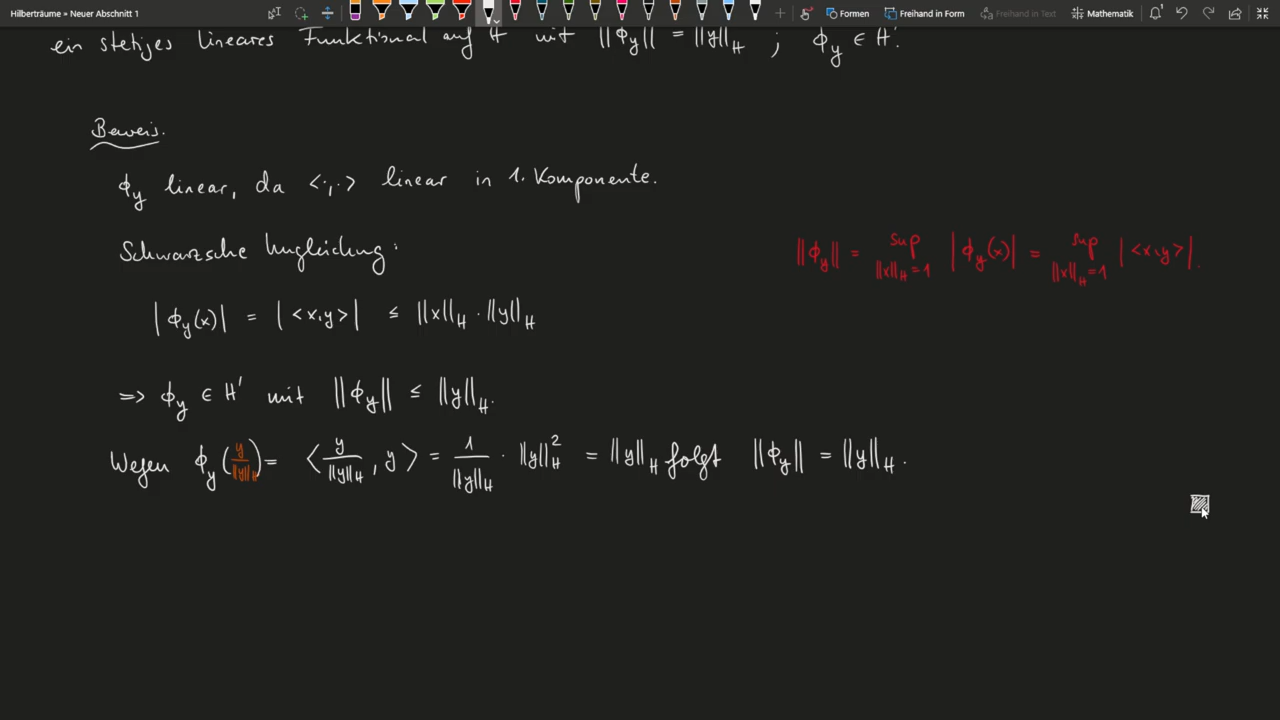 Hilberträume » Neuer Abschnitt 1
Formen Freihand in Form Freihand in Text Mathematik
ein stetiges lineares Funktional auf H mit ||Φ_y|| = ||y||_H ; Φ_y ∈ H'.
Beweis.
Φ_y linear, da <·,·> linear in 1. Komponente.
Schwarzsche Ungleichung:
||Φ_y|| = sup_{||x||_H = 1} |Φ_y(x)| = sup_{||x||_H = 1} |<x,y>|.
|Φ_y(x)| = |<x,y>| ≤ ||x||_H · ||y||_H
=> Φ_y ∈ H' mit ||Φ_y|| ≤ ||y||_H.
Wegen Φ_y(y/||y||_H) = <y/||y||_H, y> = 1/||y||_H · ||y||_H^2 = ||y||_H folgt ||Φ_y|| = ||y||_H.